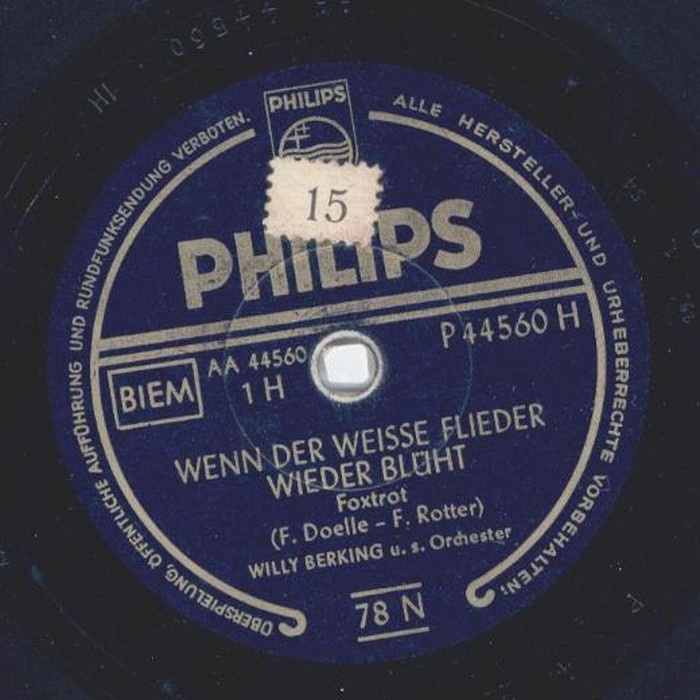 PHILIPS
15
PHILIPS
P 44560 H
AA 44560
1 H
BIEM
WENN DER WEISSE FLIEDER
WIEDER BLÜHT
Foxtrot
(F. Doelle – F. Rotter)
WILLY BERKING u. s. Orchester
78 N
ALLE HERSTELLER- UND URHEBERRECHTE VORBEHALTEN;
ÜBERSPIELUNG, ÖFFENTLICHE AUFFÜHRUNG UND RUNDFUNKSENDUNG VERBOTEN.